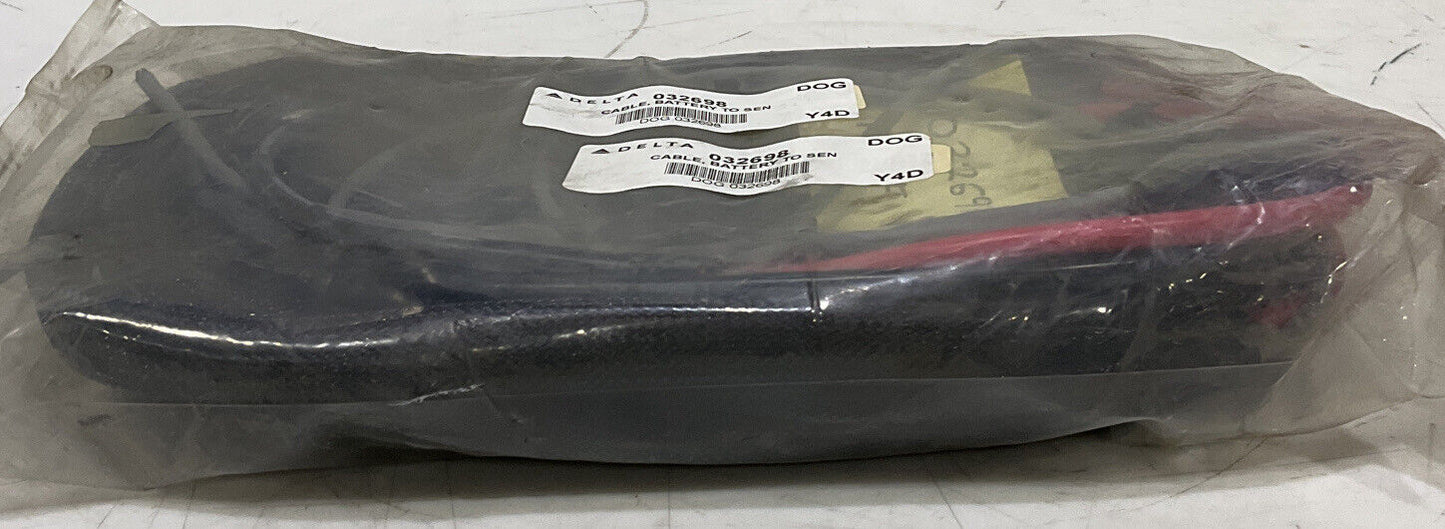 DELTA 032698 DOG
CABLE, BATTERY TO SEN
DOG 032698 Y4D
DELTA 032698 DOG
CABLE, BATTERY TO SEN
DOG 032698 Y4D